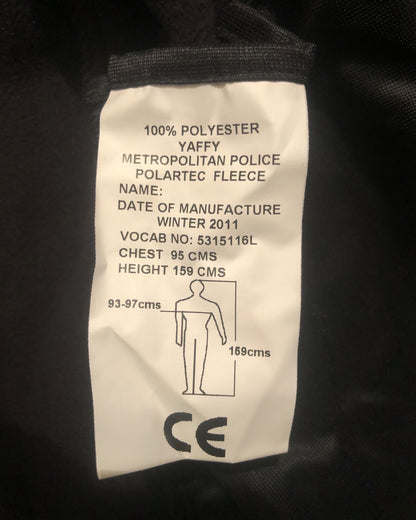 100% POLYESTER
YAFFY
METROPOLITAN POLICE
POLARTEC FLEECE
NAME:
DATE OF MANUFACTURE
WINTER 2011
VOCAB NO: 5315116L
CHEST 95 CMS
HEIGHT 159 CMS
93-97cms
159cms
CE